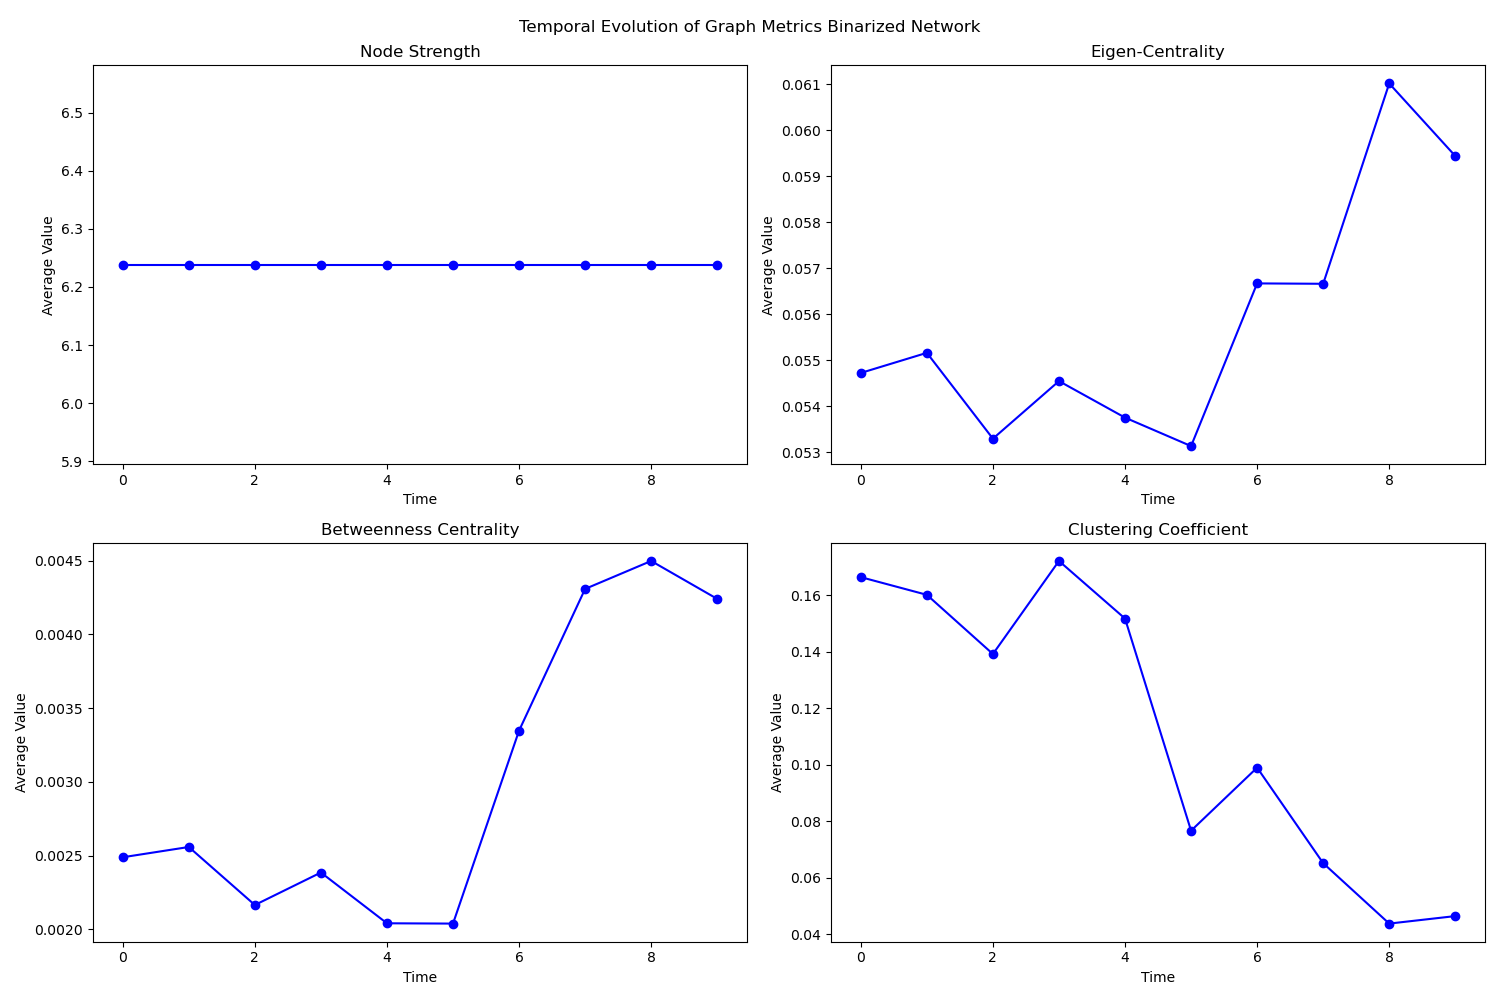 Temporal Evolution of Graph Metrics Binarized Network
Node Strength
Average Value
6.5
6.4
6.3
6.2
6.1
6.0
5.9
0 2 4 6 8
Time
Eigen-Centrality
Average Value
0.061
0.060
0.059
0.058
0.057
0.056
0.055
0.054
0.053
0 2 4 6 8
Time
Betweenness Centrality
Average Value
0.0045
0.0040
0.0035
0.0030
0.0025
0.0020
0 2 4 6 8
Time
Clustering Coefficient
Average Value
0.16
0.14
0.12
0.10
0.08
0.06
0.04
0 2 4 6 8
Time